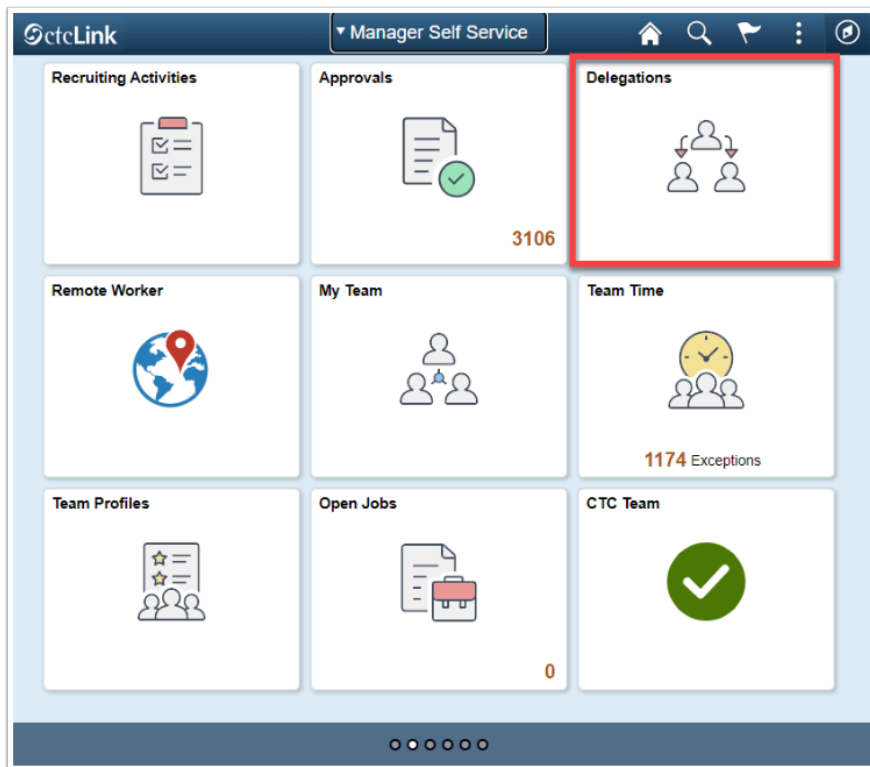 ctcLink
Manager Self Service
Recruiting Activities
Approvals
3106
Delegations
Remote Worker
My Team
Team Time
1174 Exceptions
Team Profiles
Open Jobs
0
CTC Team